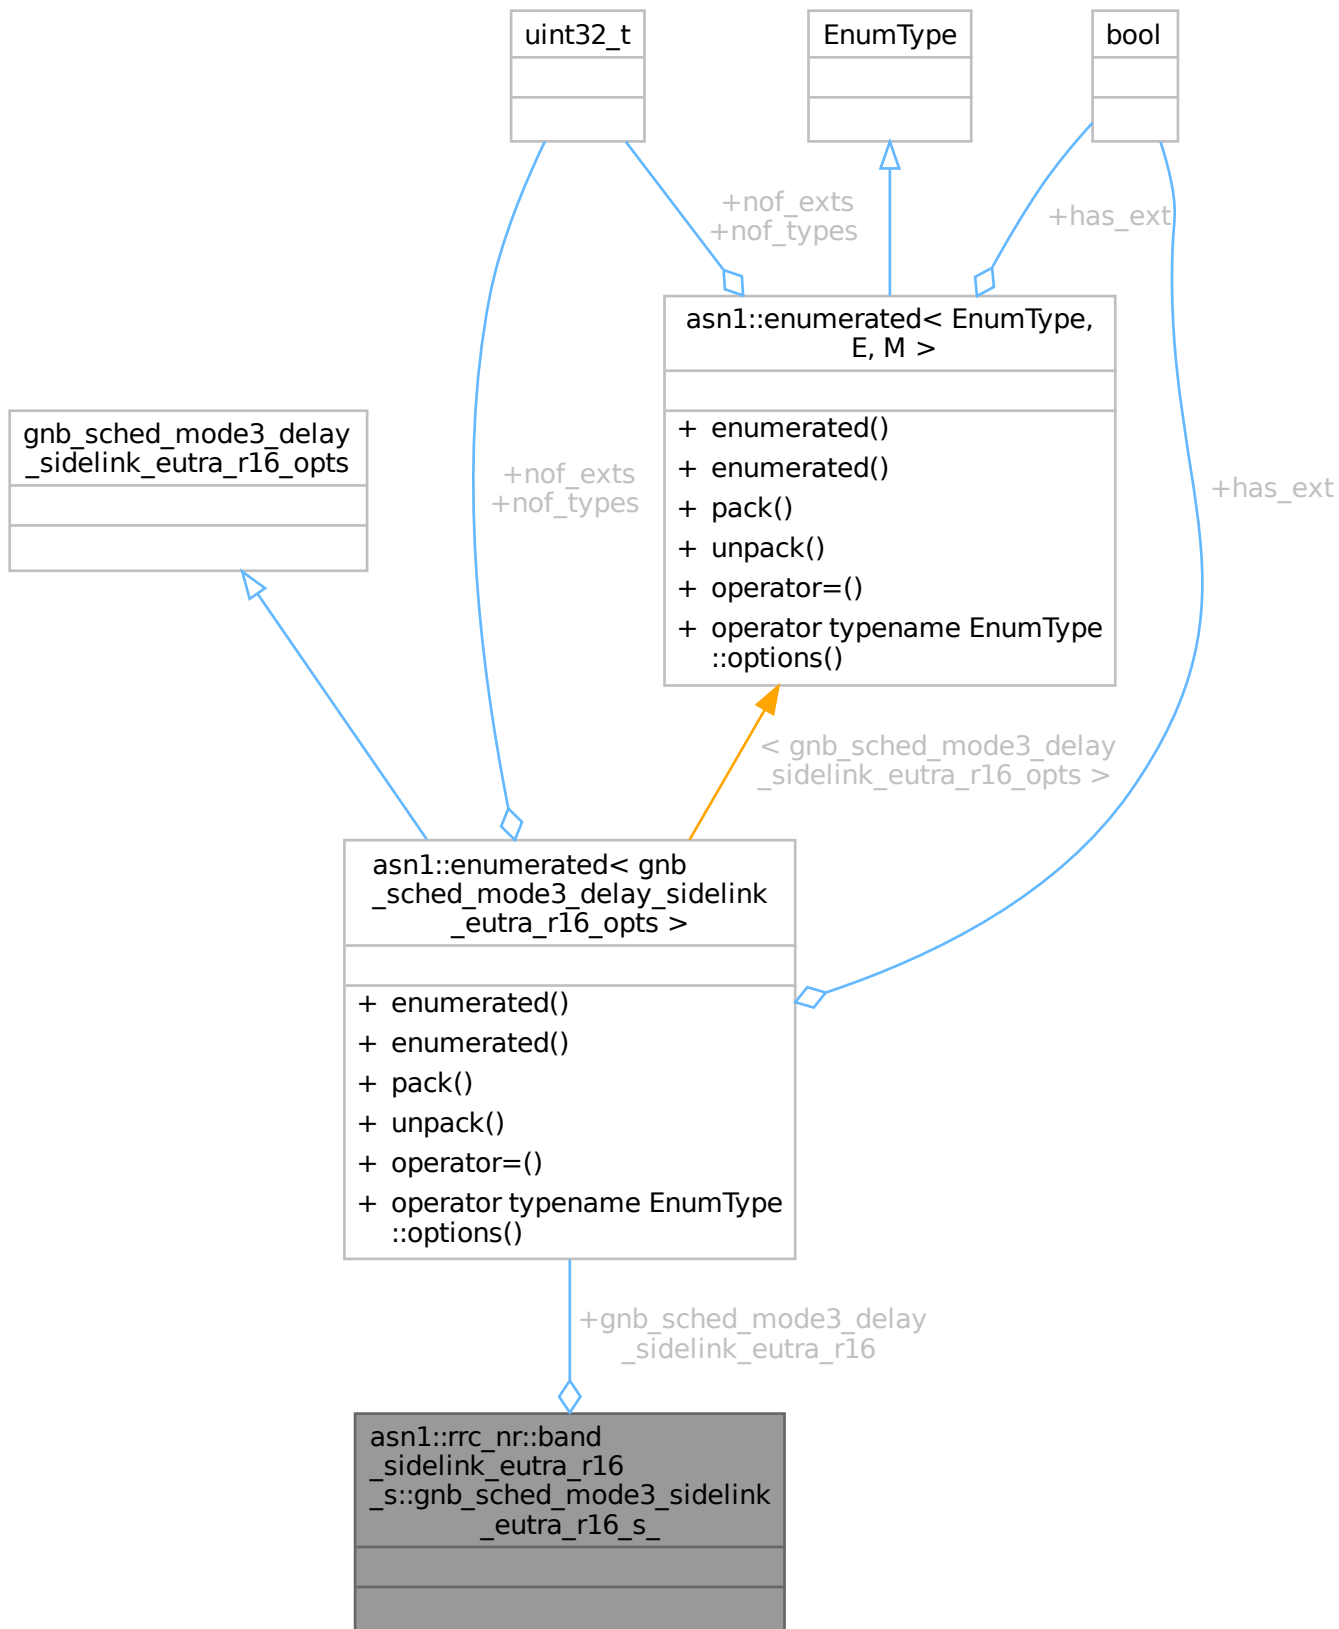 uint32_t
EnumType
bool
+nof_exts
+nof_types
+has_ext
asn1::enumerated< EnumType,
E, M >
+ enumerated()
+ enumerated()
+ pack()
+ unpack()
+ operator=()
+ operator typename EnumType
::options()
gnb_sched_mode3_delay
_sidelink_eutra_r16_opts
+nof_exts
+nof_types
+has_ext
< gnb_sched_mode3_delay
_sidelink_eutra_r16_opts >
asn1::enumerated< gnb
_sched_mode3_delay_sidelink
_eutra_r16_opts >
+ enumerated()
+ enumerated()
+ pack()
+ unpack()
+ operator=()
+ operator typename EnumType
::options()
+gnb_sched_mode3_delay
_sidelink_eutra_r16
asn1::rrc_nr::band
_sidelink_eutra_r16
_s::gnb_sched_mode3_sidelink
_eutra_r16_s_